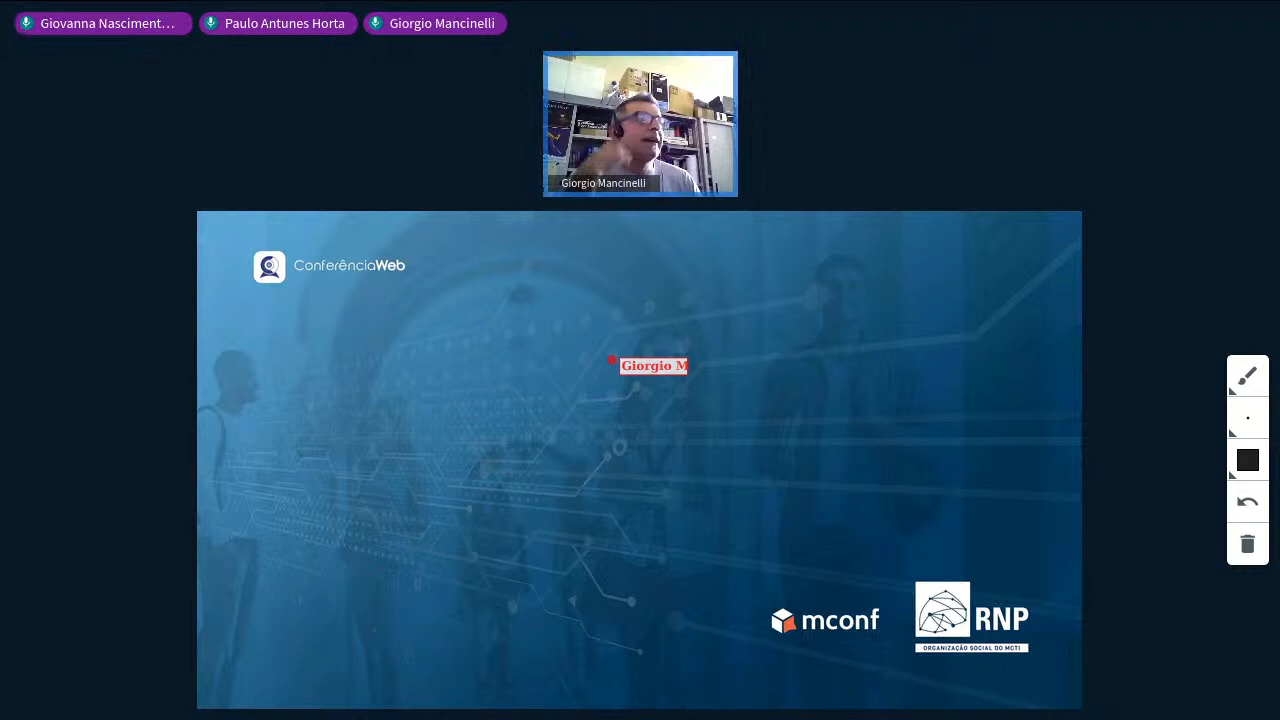 Giovanna Nasciment...
Paulo Antunes Horta
Giorgio Mancinelli
Giorgio Mancinelli
ConferênciaWeb
Giorgio M
mconf
RNP
ORGANIZAÇÃO SOCIAL DO MCTI